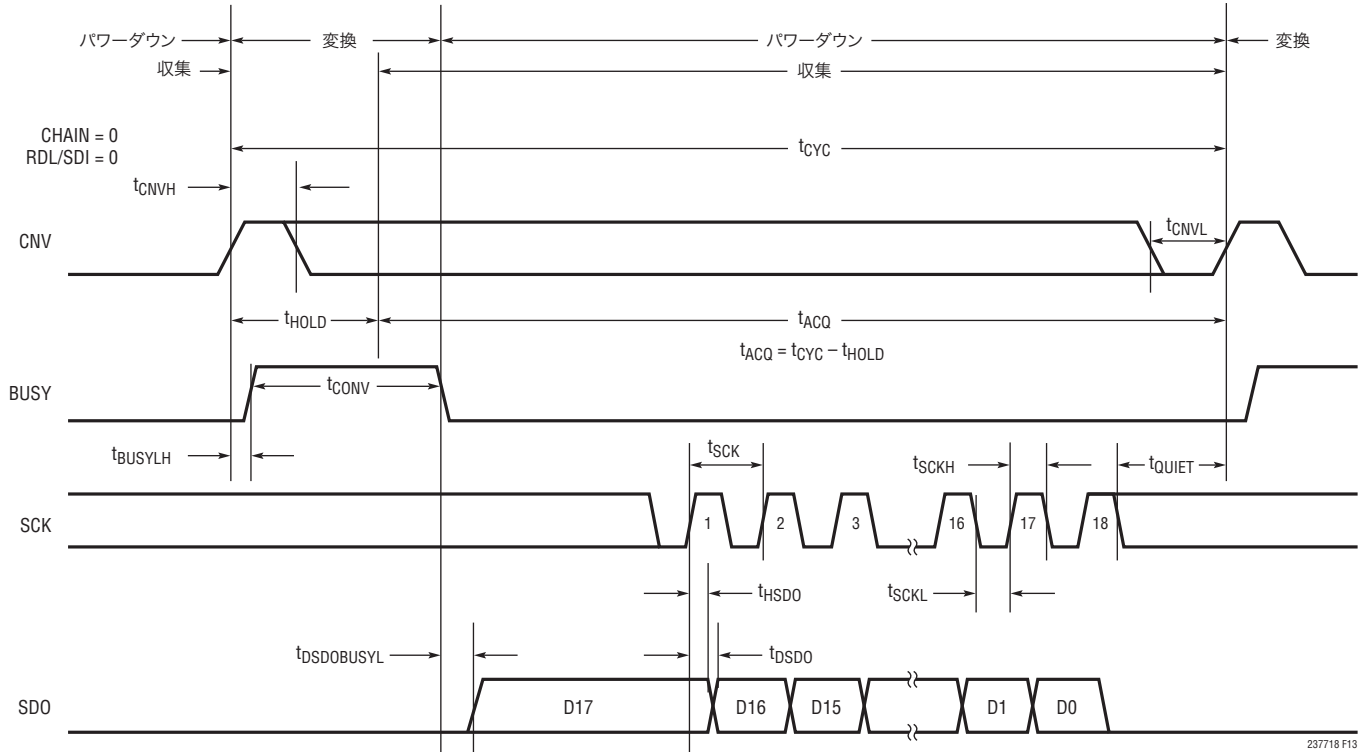 パワーダウン 変換 パワーダウン 変換
収集 収集
CHAIN = 0
RDL/SDI = 0
tCYC
tCNVH
CNV
tCNVL
tHOLD tACQ
tACQ = tCYC – tHOLD
BUSY
tCONV
tBUSYLH
tSCK
tSCKH
tQUIET
SCK
1 2 3 16 17 18
tHSDO
tSCKL
tDSDOBUSYL
tDSDO
SDO
D17 D16 D15 D1 D0
237718 F13